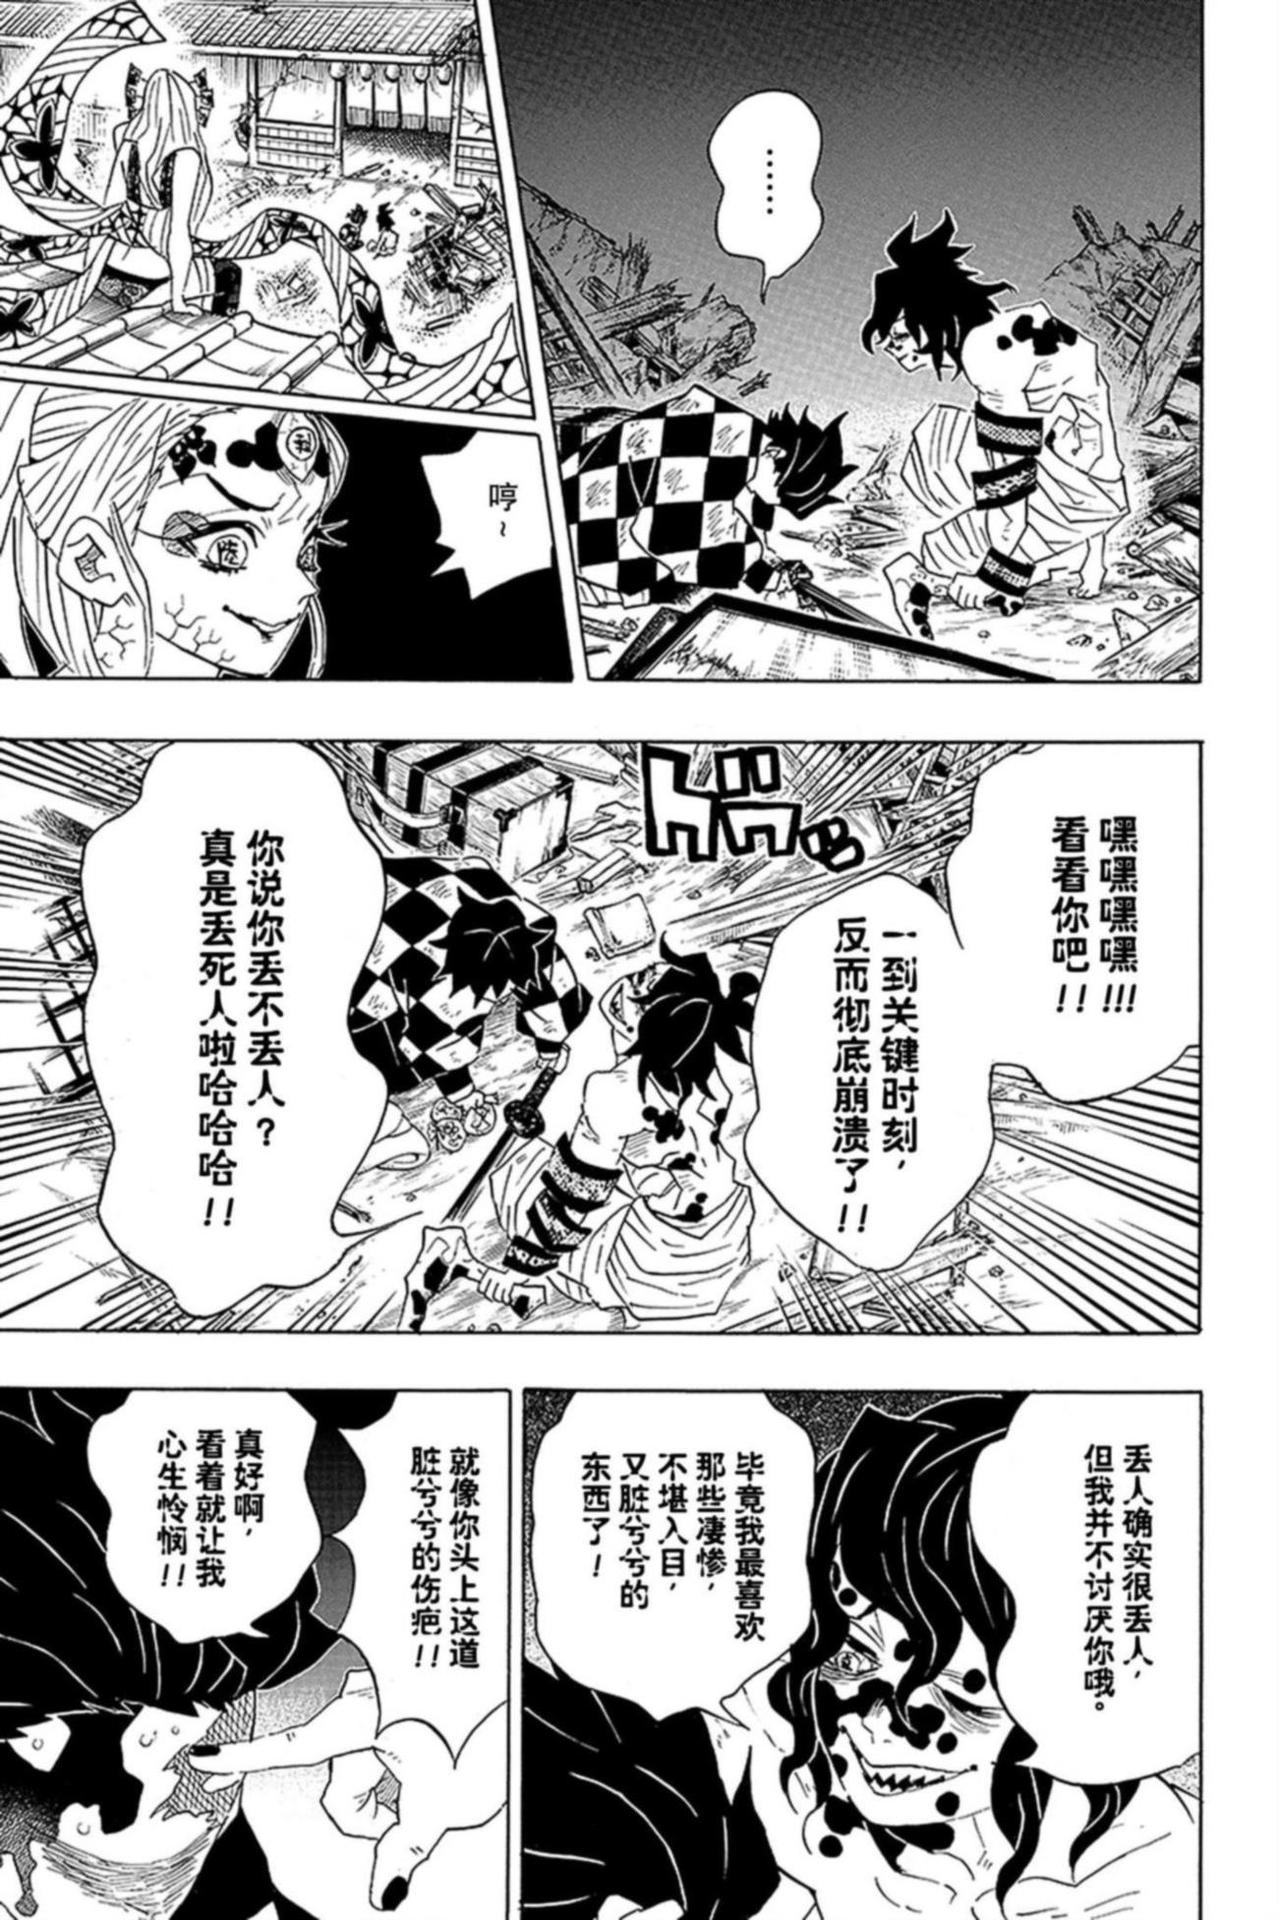 ……
哼~
嘿嘿嘿嘿!!!
看看你吧!!
一到关键时刻，
反而彻底崩溃了!!
ドドド
你说你丢不丢人？
真是丢死人啦哈哈哈!!
丢人确实很丢人，
但我并不讨厌你哦。
毕竟我最喜欢
那些凄惨，
不堪入目，
又脏兮兮的
东西了！
就像你头上这道
脏兮兮的伤疤!!
真好啊，
看着就让我
心生怜悯!!